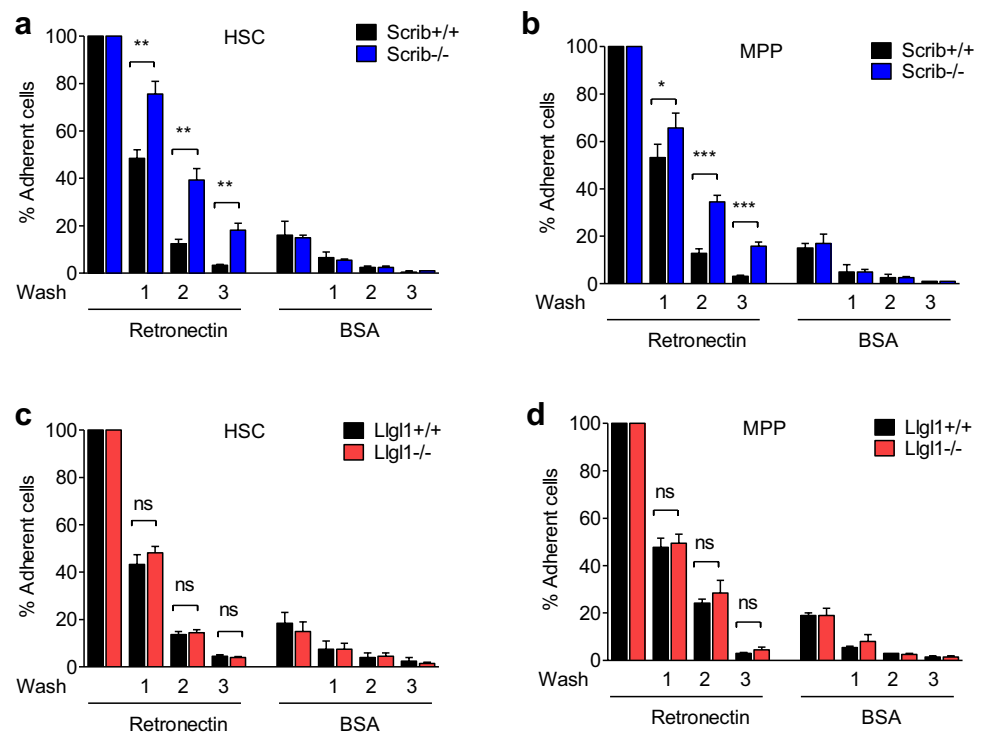 a
HSC
Scrib+/+
Scrib-/-
% Adherent cells
100
80
60
40
20
0
**
**
**
Wash 1 2 3 1 2 3
Retronectin BSA
b
MPP
Scrib+/+
Scrib-/-
% Adherent cells
100
80
60
40
20
0
*
***
***
Wash 1 2 3 1 2 3
Retronectin BSA
c
HSC
Llgl1+/+
Llgl1-/-
% Adherent cells
100
80
60
40
20
0
ns
ns
ns
Wash 1 2 3 1 2 3
Retronectin BSA
d
MPP
Llgl1+/+
Llgl1-/-
% Adherent cells
100
80
60
40
20
0
ns
ns
ns
Wash 1 2 3 1 2 3
Retronectin BSA